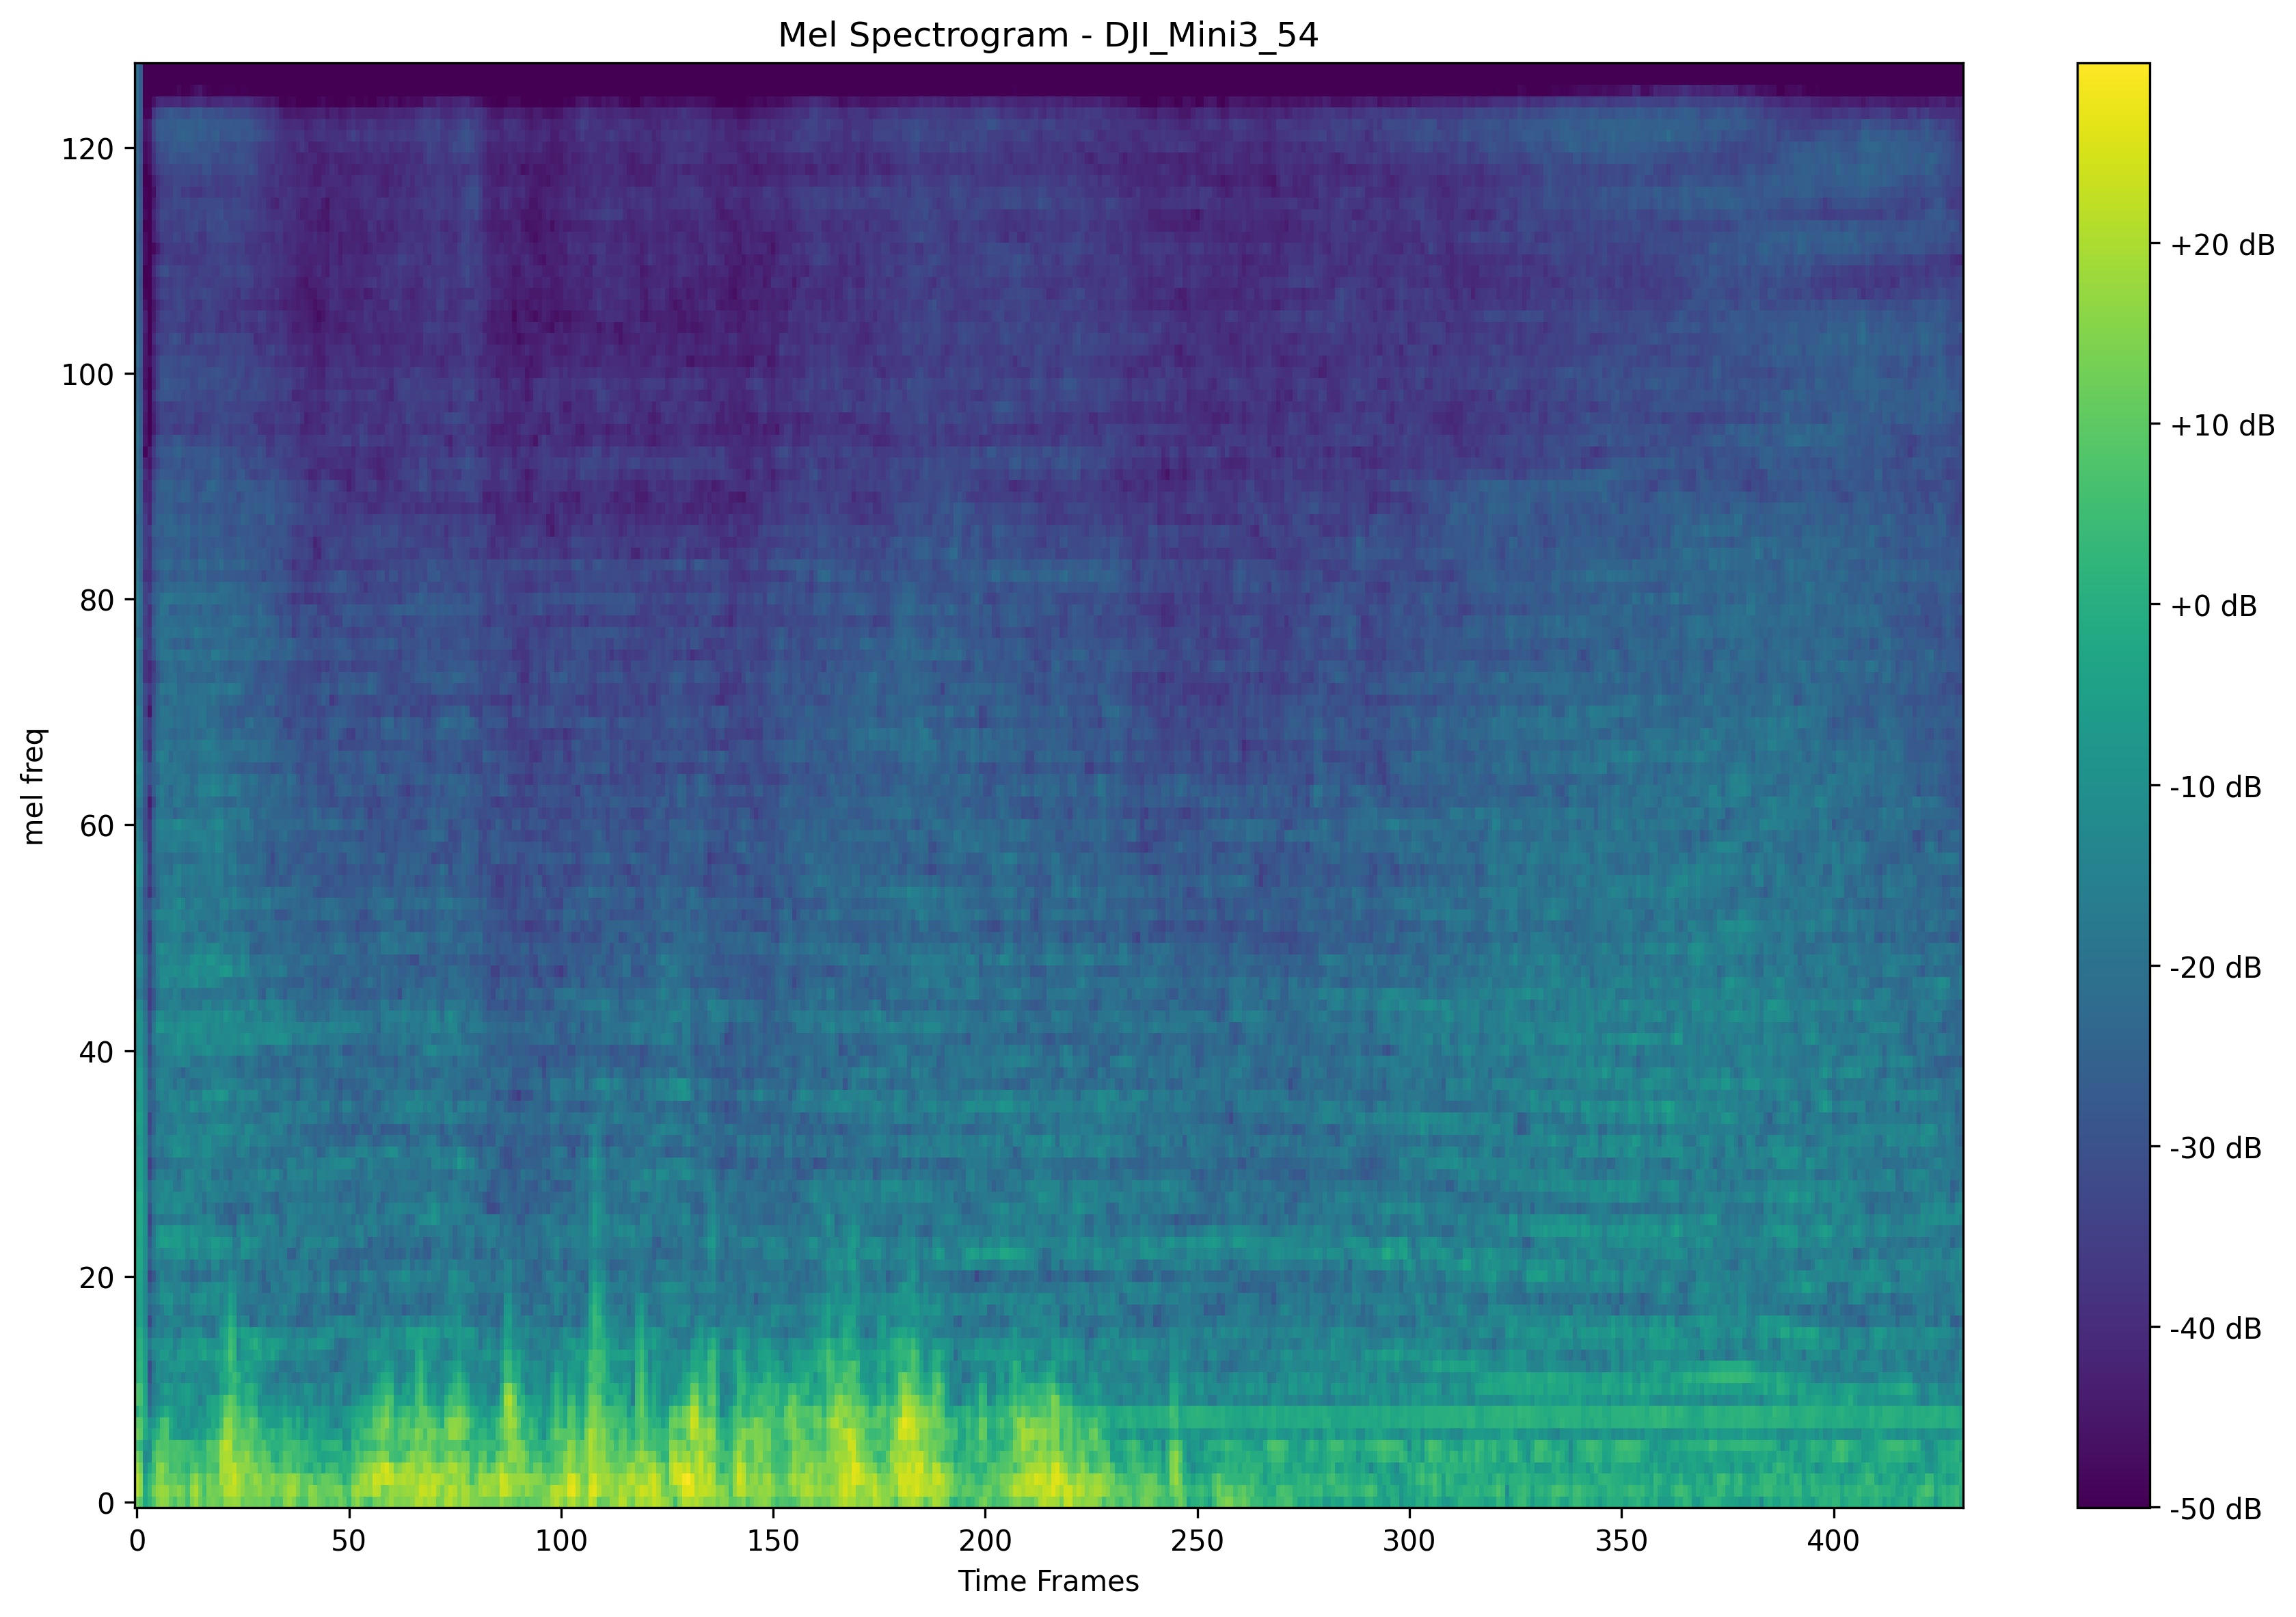 Mel Spectrogram - DJI_Mini3_54
mel freq
120
100
80
60
40
20
0
0 50 100 150 200 250 300 350 400
Time Frames
+20 dB
+10 dB
+0 dB
-10 dB
-20 dB
-30 dB
-40 dB
-50 dB